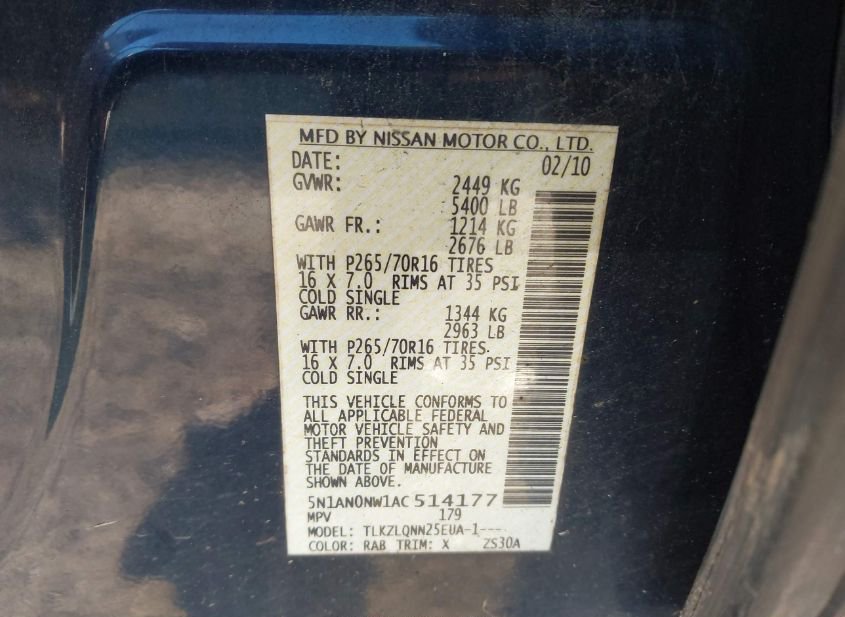 MFD BY NISSAN MOTOR CO., LTD.
DATE: 02/10
GVWR: 2449 KG
5400 LB
GAWR FR.: 1214 KG
2676 LB
WITH P265/70R16 TIRES
16 X 7.0 RIMS AT 35 PSI
COLD SINGLE
GAWR RR.: 1344 KG
2963 LB
WITH P265/70R16 TIRES
16 X 7.0 RIMS AT 35 PSI
COLD SINGLE
THIS VEHICLE CONFORMS TO
ALL APPLICABLE FEDERAL
MOTOR VEHICLE SAFETY AND
THEFT PREVENTION
STANDARDS IN EFFECT ON
THE DATE OF MANUFACTURE
SHOWN ABOVE.
5N1AN0NW1AC514177
MPV 179
MODEL: TLKZLQNN25EUA-1----
COLOR: RAB TRIM: X ZS30A